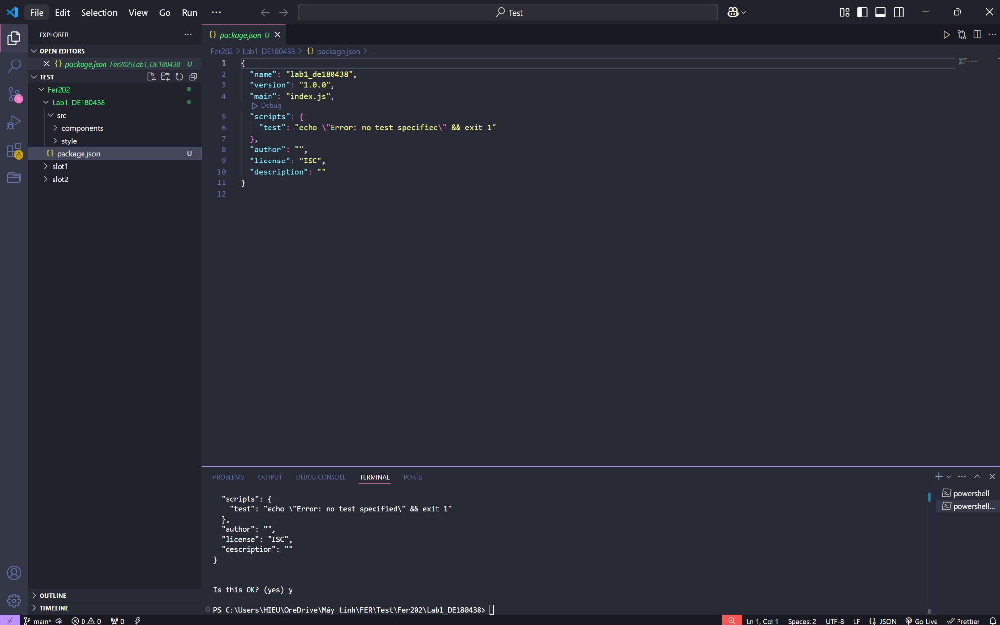 File Edit Selection View Go Run ···
Test
EXPLORER
OPEN EDITORS
package.json Fer202\Lab1_DE180438 U
TEST
Fer202
Lab1_DE180438
src
components
style
{} package.json U
slot1
slot2
OUTLINE
TIMELINE
{} package.json U
Fer202 > Lab1_DE180438 > {} package.json > ...
1 {
2 "name": "lab1_de180438",
3 "version": "1.0.0",
4 "main": "index.js",
Debug
5 "scripts": {
6 "test": "echo \"Error: no test specified\" && exit 1"
7 },
8 "author": "",
9 "license": "ISC",
10 "description": ""
11 }
12
PROBLEMS OUTPUT DEBUG CONSOLE TERMINAL PORTS
"scripts": {
"test": "echo \"Error: no test specified\" && exit 1"
},
"author": "",
"license": "ISC",
"description": ""
}
Is this OK? (yes) y
PS C:\Users\HIEU\OneDrive\Máy tính\FER\Test\Fer202\Lab1_DE180438>
powershell
powershell...
1
main* 0 0 0 Ln 1, Col 1 Spaces: 2 UTF-8 LF {} JSON Go Live Prettier